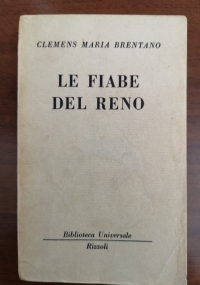 CLEMENS MARIA BRENTANO
LE FIABE
DEL RENO
Biblioteca Universale
Rizzoli